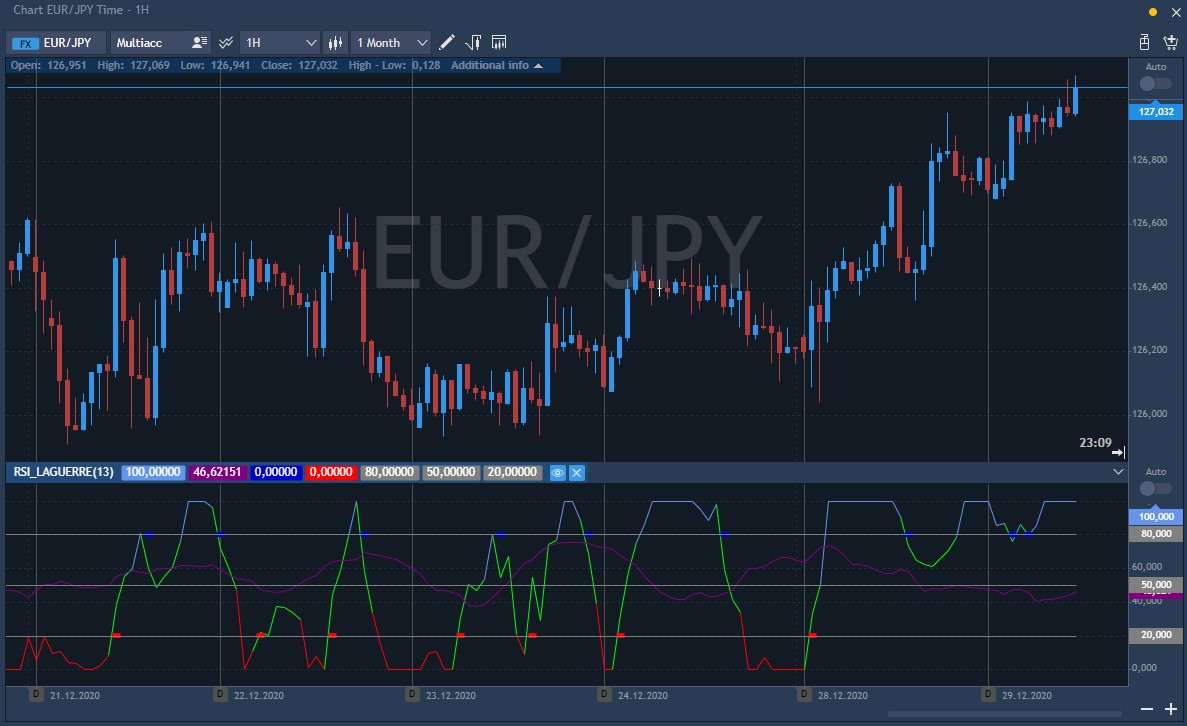 Chart EUR/JPY Time - 1H
FX EUR/JPY Multiacc 1H 1 Month
Open: 126,951 High: 127,069 Low: 126,941 Close: 127,032 High - Low: 0,128 Additional info
Auto
127,032
126,800
126,600
EUR/JPY
126,400
126,200
126,000
23:09
RSI_LAGUERRE(13) 100,00000 46,62151 0,00000 0,00000 80,00000 50,00000 20,00000
Auto
100,000
80,000
60,000
50,000
40,000
20,000
0,000
D 21.12.2020 D 22.12.2020 D 23.12.2020 D 24.12.2020 D 28.12.2020 D 29.12.2020